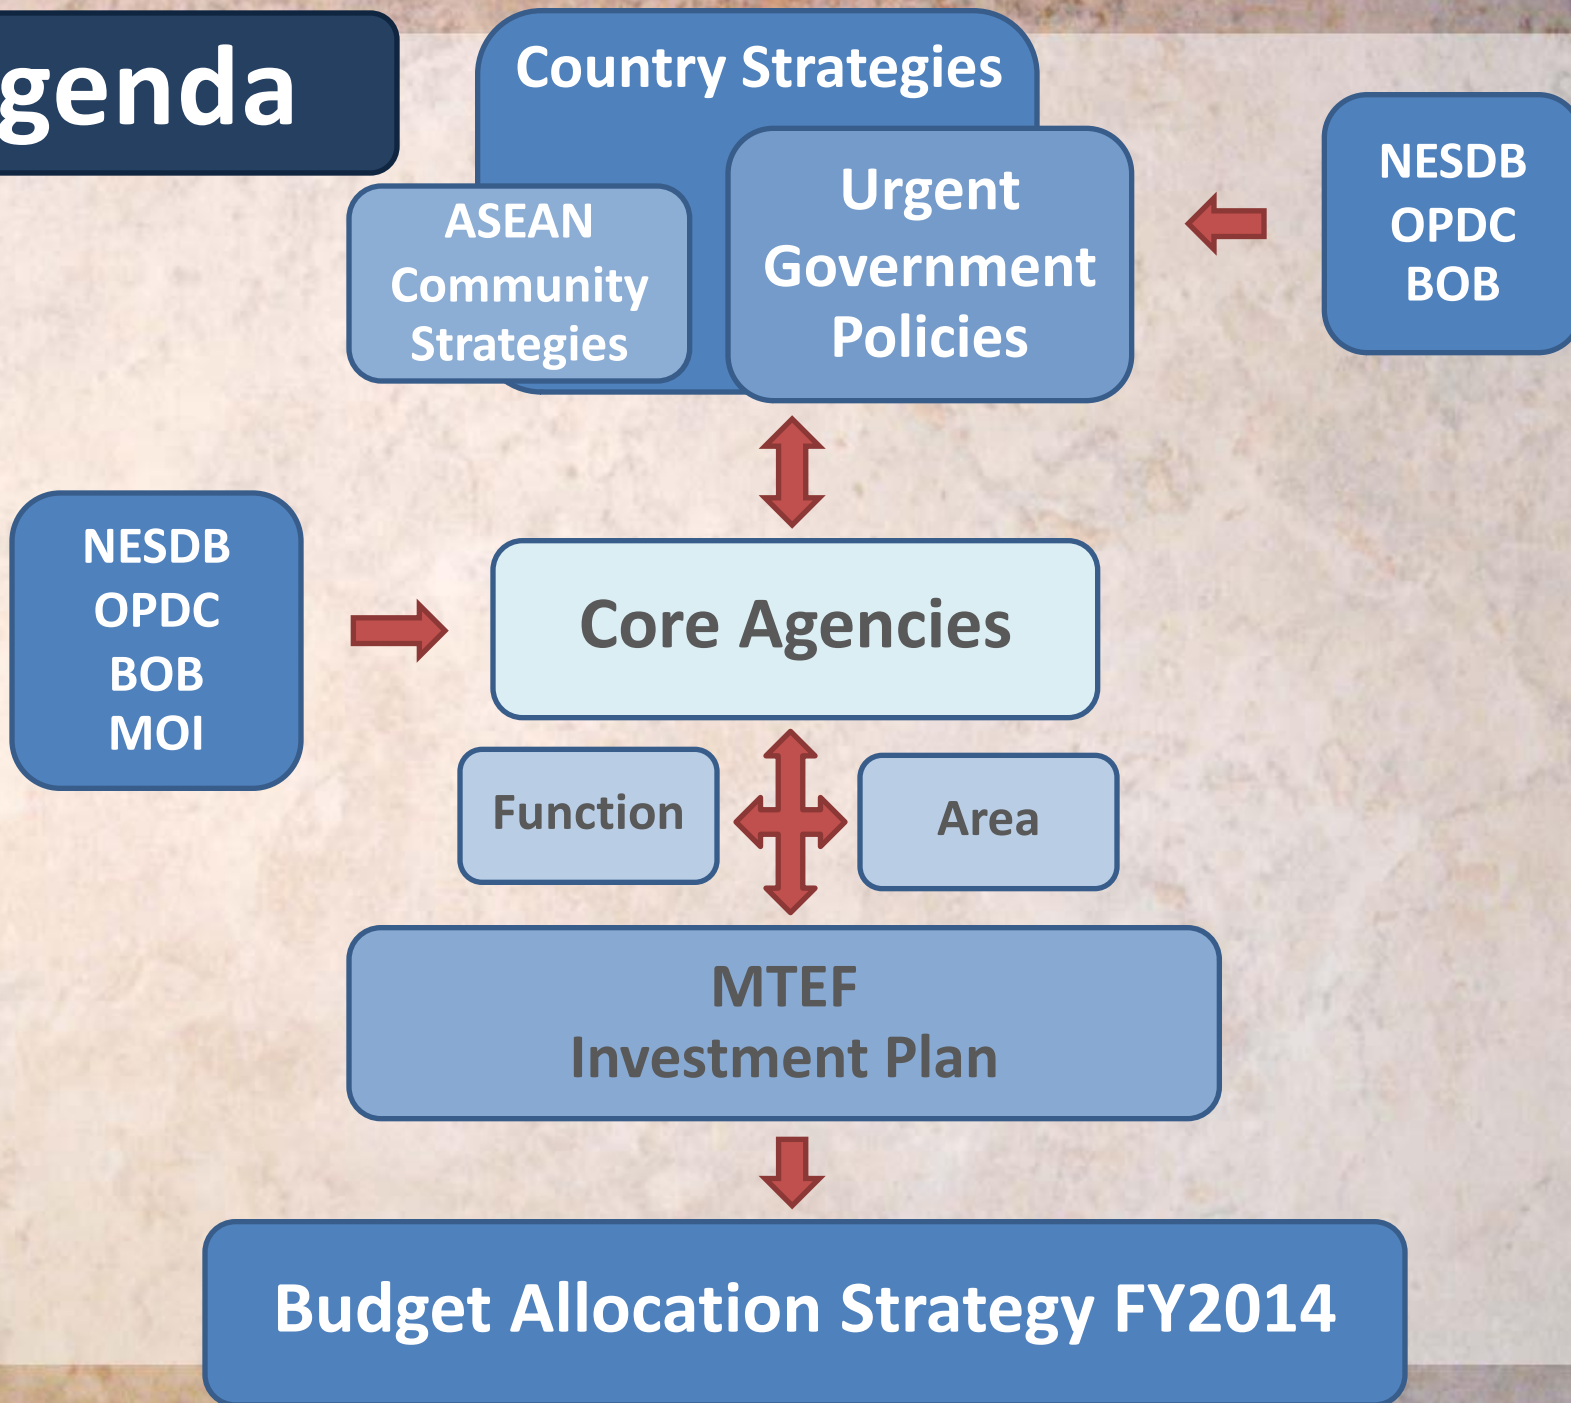 genda
Country Strategies
ASEAN
Community
Strategies
Urgent
Government
Policies
NESDB
OPDC
BOB
NESDB
OPDC
BOB
MOI
Core Agencies
Function
Area
MTEF
Investment Plan
Budget Allocation Strategy FY2014